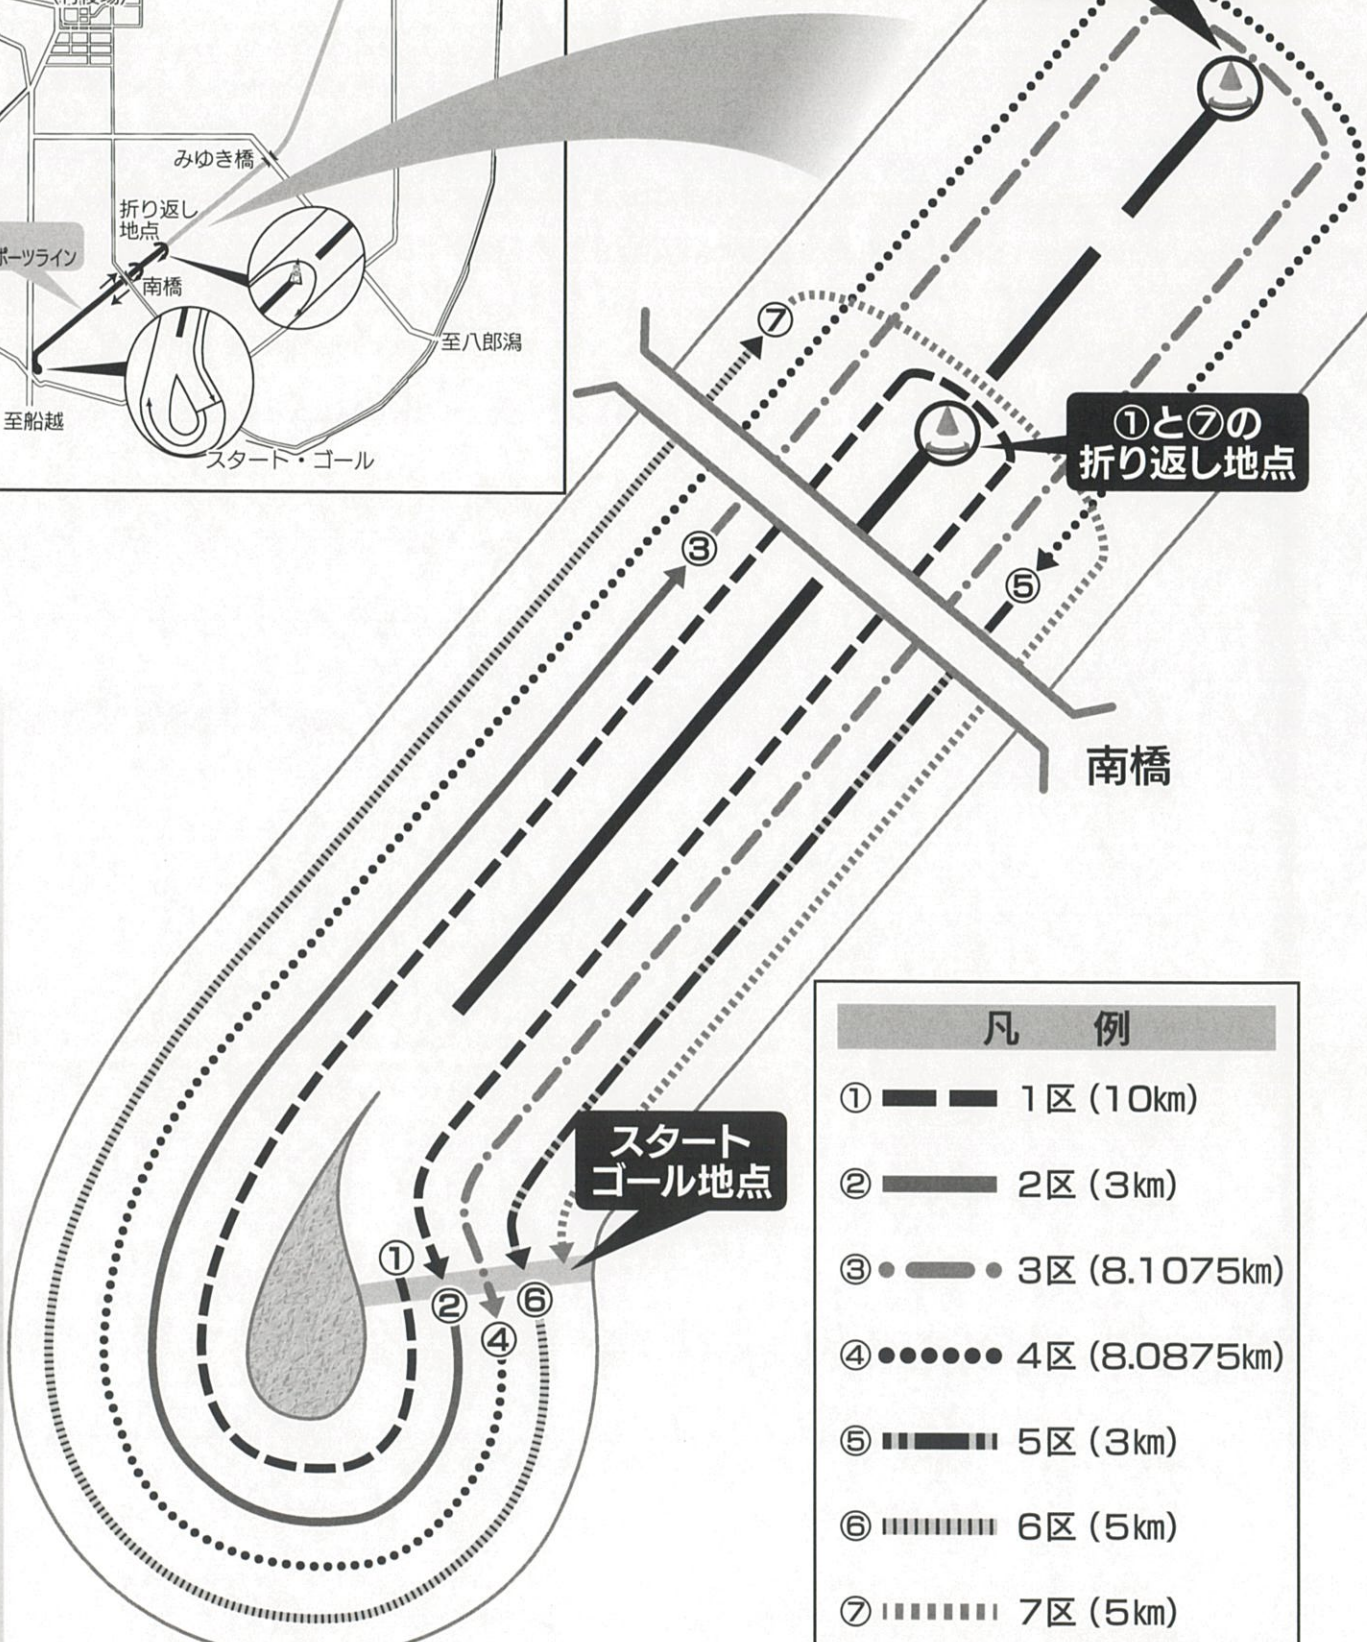 みゆき橋
折り返し
地点
ポーツライン
南橋
至八郎潟
至船越
スタート・ゴール
⑦
①と⑦の
折り返し地点
③
⑤
南橋
スタート
ゴール地点
①
②
⑥
④
凡 例
① 1区(10km)
② 2区(3km)
③ 3区(8.1075km)
④ 4区(8.0875km)
⑤ 5区(3km)
⑥ 6区(5km)
⑦ 7区(5km)